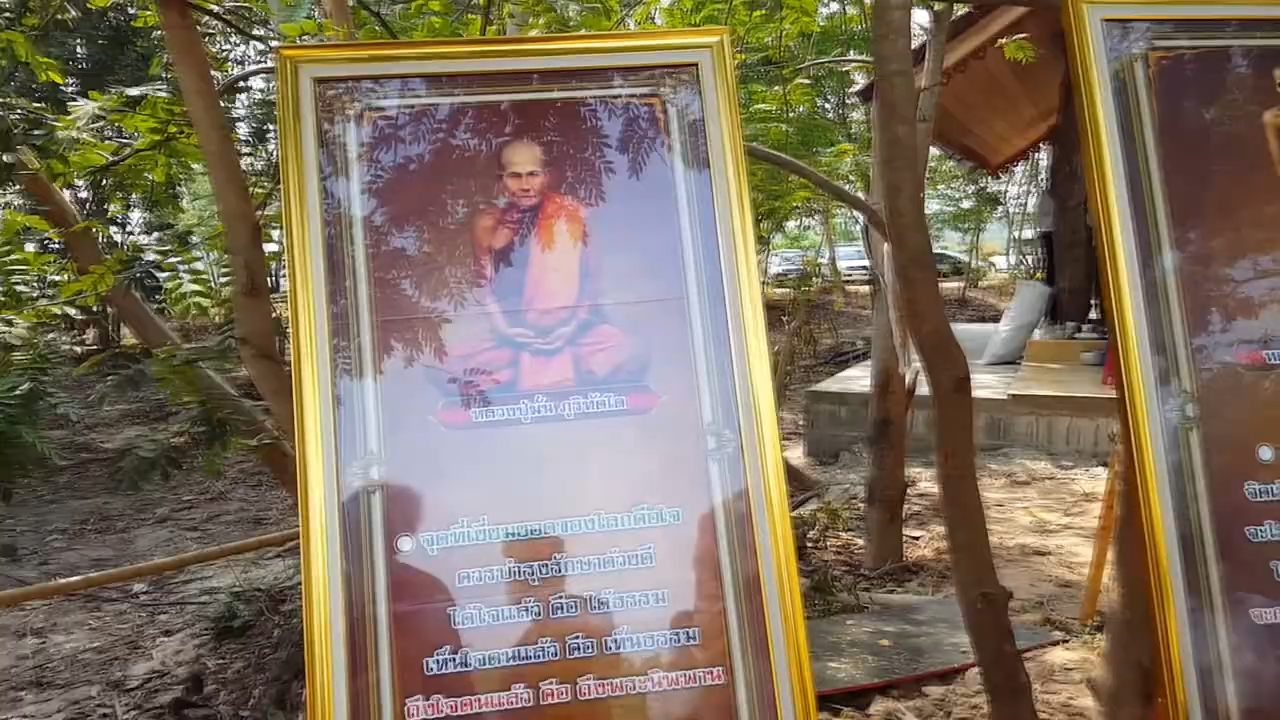 หลวงปู่มั่น ภูริทัตโต
จุดที่เยี่ยมยอดของโลกคือใจ
ควรบำรุงรักษาด้วยดี
ได้ใจแล้ว คือ ได้ธรรม
เห็นใจตนแล้ว คือ เห็นธรรม
ถึงใจตนแล้ว คือ ถึงพระนิพพาน